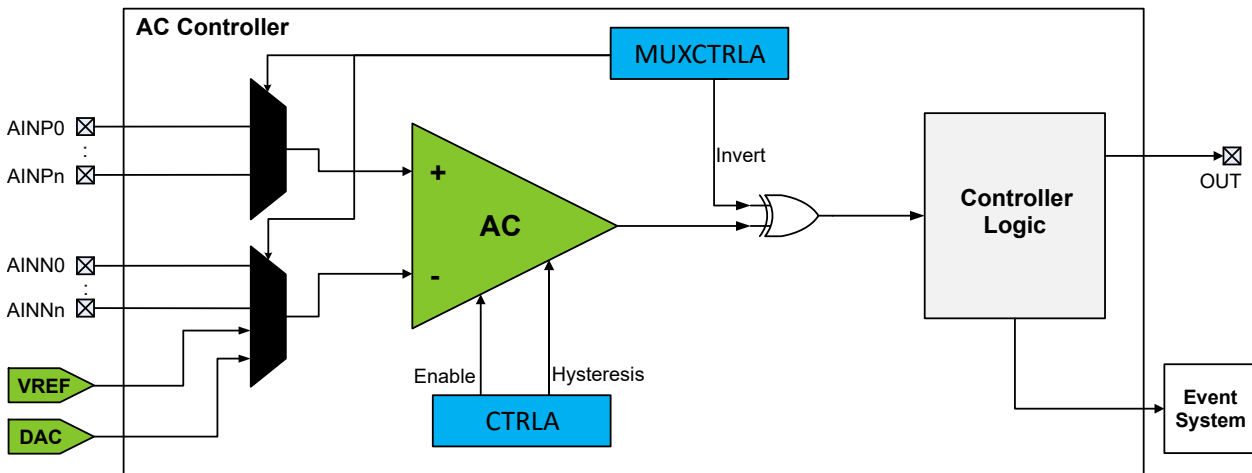 AC Controller
MUXCTRLA
AINP0
:
AINPn
Invert
+
AC
-
Controller
Logic
OUT
AINN0
:
AINNn
VREF
DAC
Enable
Hysteresis
CTRLA
Event
System